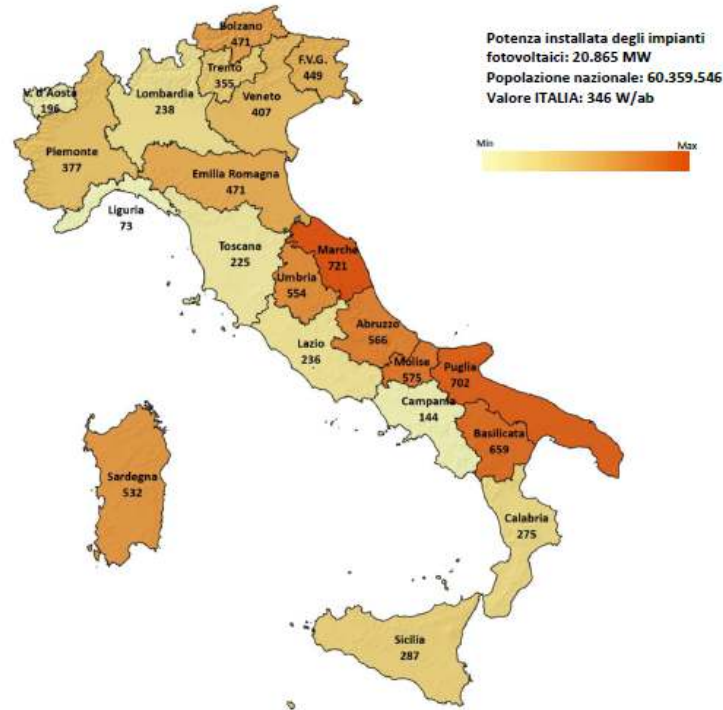 Potenza installata degli impianti
fotovoltaici: 20.865 MW
Popolazione nazionale: 60.359.546
Valore ITALIA: 346 W/ab
Min
Max
Bolzano
471
Trento
355
F.V.G.
449
V. d'Aosta
196
Lombardia
238
Veneto
407
Piemonte
377
Emilia Romagna
471
Liguria
73
Toscana
225
Marche
721
Umbria
554
Lazio
236
Abruzzo
566
Molise
575
Puglia
702
Campania
144
Basilicata
659
Sardegna
532
Calabria
275
Sicilia
287